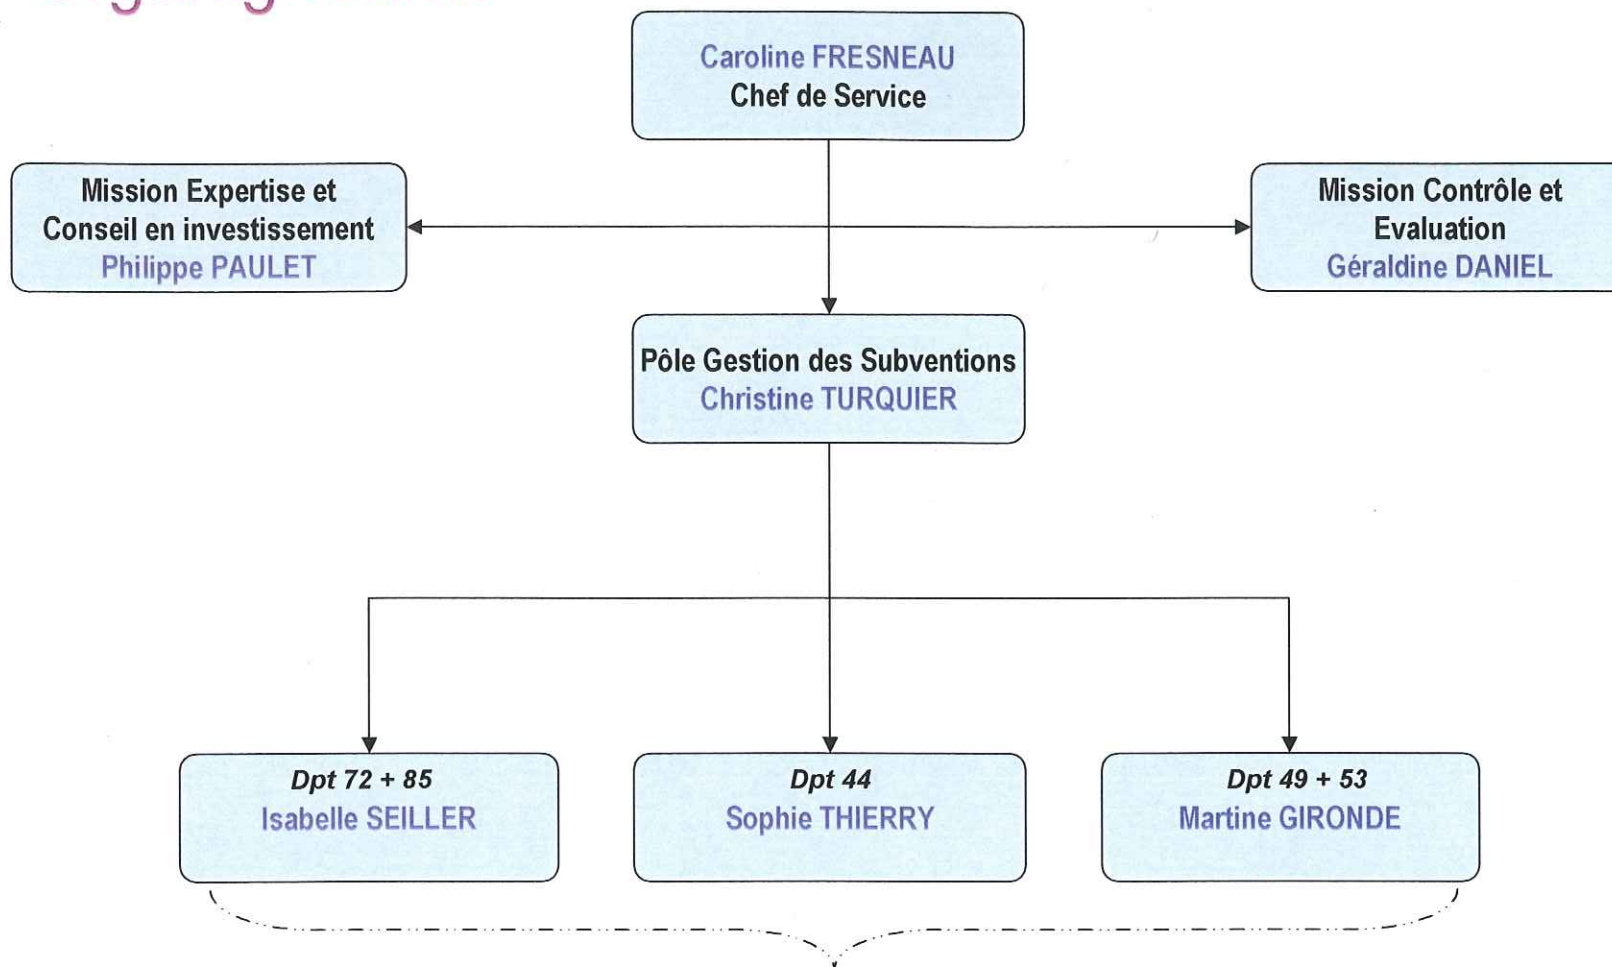 Caroline FRESNEAU
Chef de Service
Mission Expertise et
Conseil en investissement
Philippe PAULET
Mission Contrôle et
Evaluation
Géraldine DANIEL
Pôle Gestion des Subventions
Christine TURQUIER
Dpt 72 + 85
Isabelle SEILLER
Dpt 44
Sophie THIERRY
Dpt 49 + 53
Martine GIRONDE